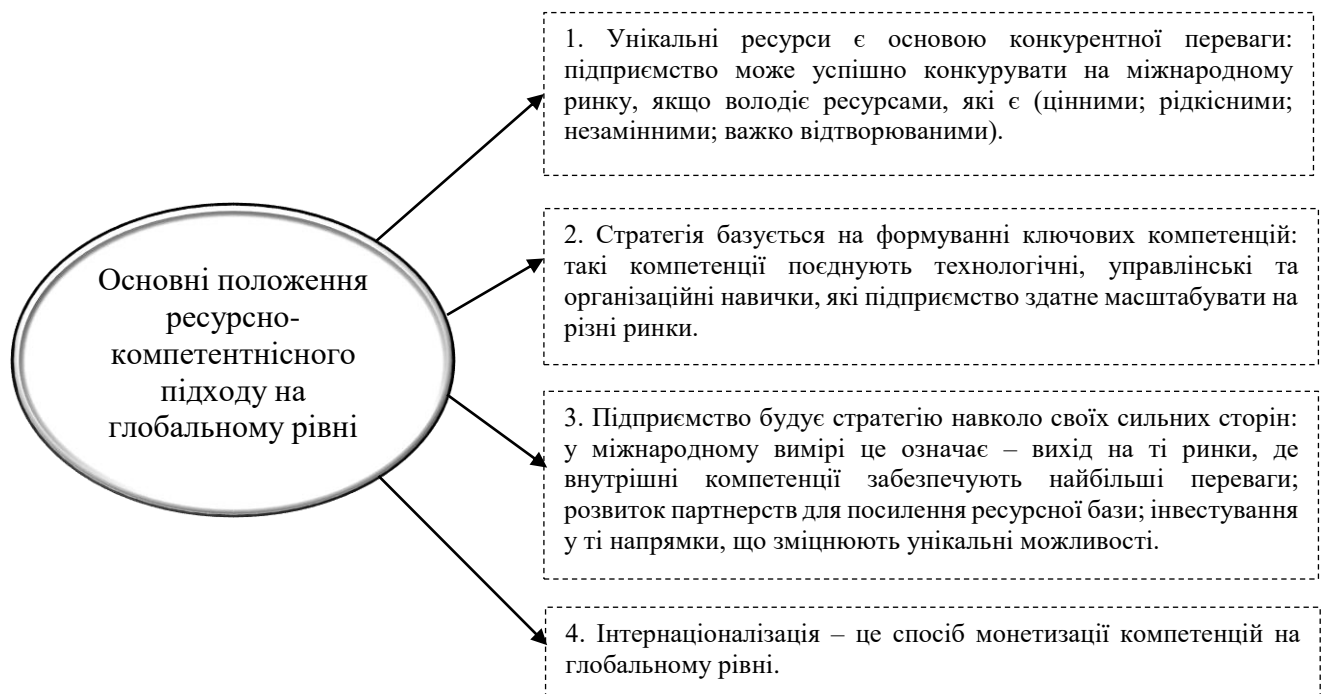 1. Унікальні ресурси є основою конкурентної переваги:
підприємство може успішно конкурувати на міжнародному
ринку, якщо володіє ресурсами, які є (цінними; рідкісними;
незамінними; важко відтворюваними).
2. Стратегія базується на формуванні ключових компетенцій:
такі компетенції поєднують технологічні, управлінські та
організаційні навички, які підприємство здатне масштабувати на
різні ринки.
Основні положення
ресурсно-
компетентнісного
підходу на
глобальному рівні
3. Підприємство будує стратегію навколо своїх сильних сторін:
у міжнародному вимірі це означає – вихід на ті ринки, де
внутрішні компетенції забезпечують найбільші переваги;
розвиток партнерств для посилення ресурсної бази; інвестування
у ті напрямки, що зміцнюють унікальні можливості.
4. Інтернаціоналізація – це спосіб монетизації компетенцій на
глобальному рівні.